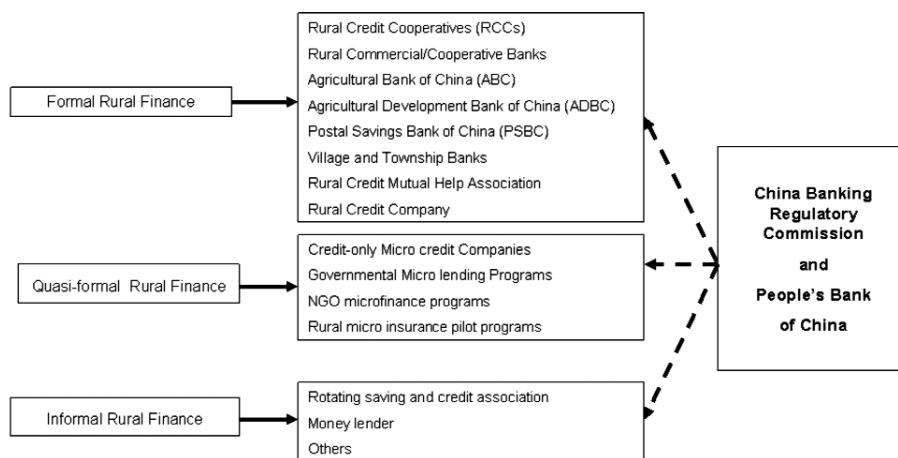 Formal Rural Finance
Rural Credit Cooperatives (RCCs)
Rural Commercial/Cooperative Banks
Agricultural Bank of China (ABC)
Agricultural Development Bank of China (ADBC)
Postal Savings Bank of China (PSBC)
Village and Township Banks
Rural Credit Mutual Help Association
Rural Credit Company
Quasi-formal Rural Finance
Credit-only Micro credit Companies
Governmental Micro lending Programs
NGO microfinance programs
Rural micro insurance pilot programs
Informal Rural Finance
Rotating saving and credit association
Money lender
Others
China Banking
Regulatory
Commission
and
People's Bank
of China